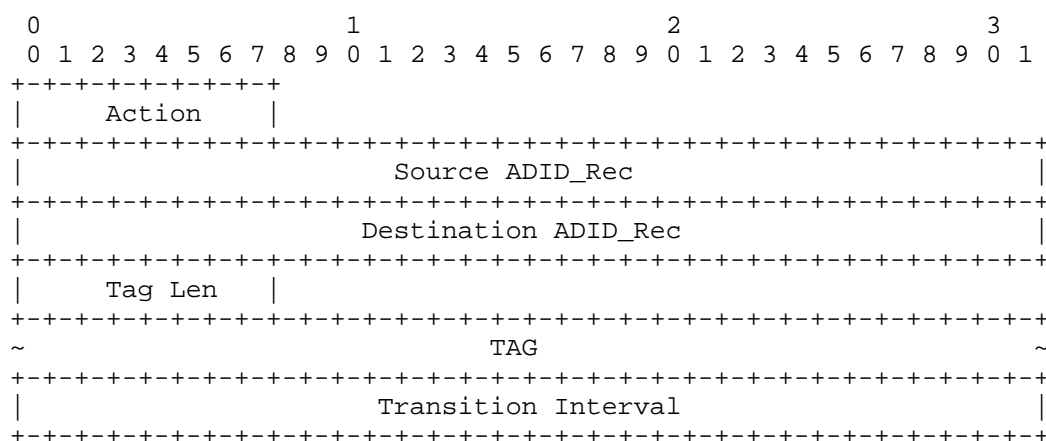 0                   1                   2                   3
 0 1 2 3 4 5 6 7 8 9 0 1 2 3 4 5 6 7 8 9 0 1 2 3 4 5 6 7 8 9 0 1
+-+-+-+-+-+-+-+-+
|     Action    |
+-+-+-+-+-+-+-+-+-+-+-+-+-+-+-+-+-+-+-+-+-+-+-+-+-+-+-+-+-+-+-+-+
|                       Source ADID_Rec                         |
+-+-+-+-+-+-+-+-+-+-+-+-+-+-+-+-+-+-+-+-+-+-+-+-+-+-+-+-+-+-+-+-+
|                     Destination ADID_Rec                      |
+-+-+-+-+-+-+-+-+-+-+-+-+-+-+-+-+-+-+-+-+-+-+-+-+-+-+-+-+-+-+-+-+
|     Tag Len   |
+-+-+-+-+-+-+-+-+-+-+-+-+-+-+-+-+-+-+-+-+-+-+-+-+-+-+-+-+-+-+-+-+
~                             TAG                               ~
+-+-+-+-+-+-+-+-+-+-+-+-+-+-+-+-+-+-+-+-+-+-+-+-+-+-+-+-+-+-+-+-+
|                      Transition Interval                      |
+-+-+-+-+-+-+-+-+-+-+-+-+-+-+-+-+-+-+-+-+-+-+-+-+-+-+-+-+-+-+-+-+